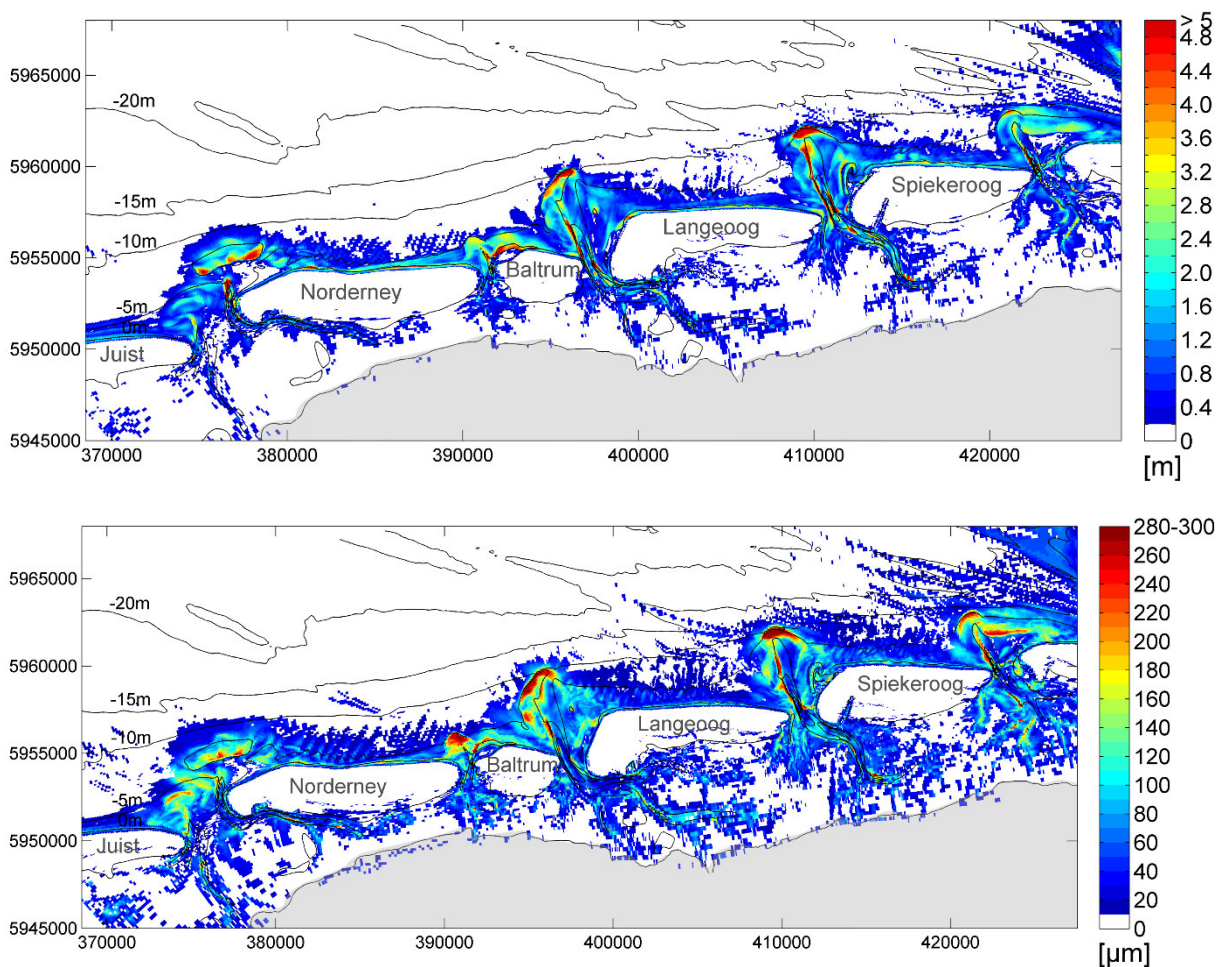 > 5
4.8
5965000
4.4
-20m
4.0
3.6
5960000
3.2
Spiekeroog
2.8
-15m
2.4
Langeoog
-10m
2.0
5955000
Baltrum
1.6
Norderney
-5m
1.2
0m
5950000
0.8
Juist
0.4
5945000
0
370000 380000 390000 400000 410000 420000
[m]
280-300
260
5965000
240
-20m
220
200
5960000
180
Spiekeroog
160
-15m
140
Langeoog
-10m
120
5955000
Baltrum
100
Norderney
80
-5m
0m
60
5950000
Juist
40
20
5945000
0
370000 380000 390000 400000 410000 420000
[µm]